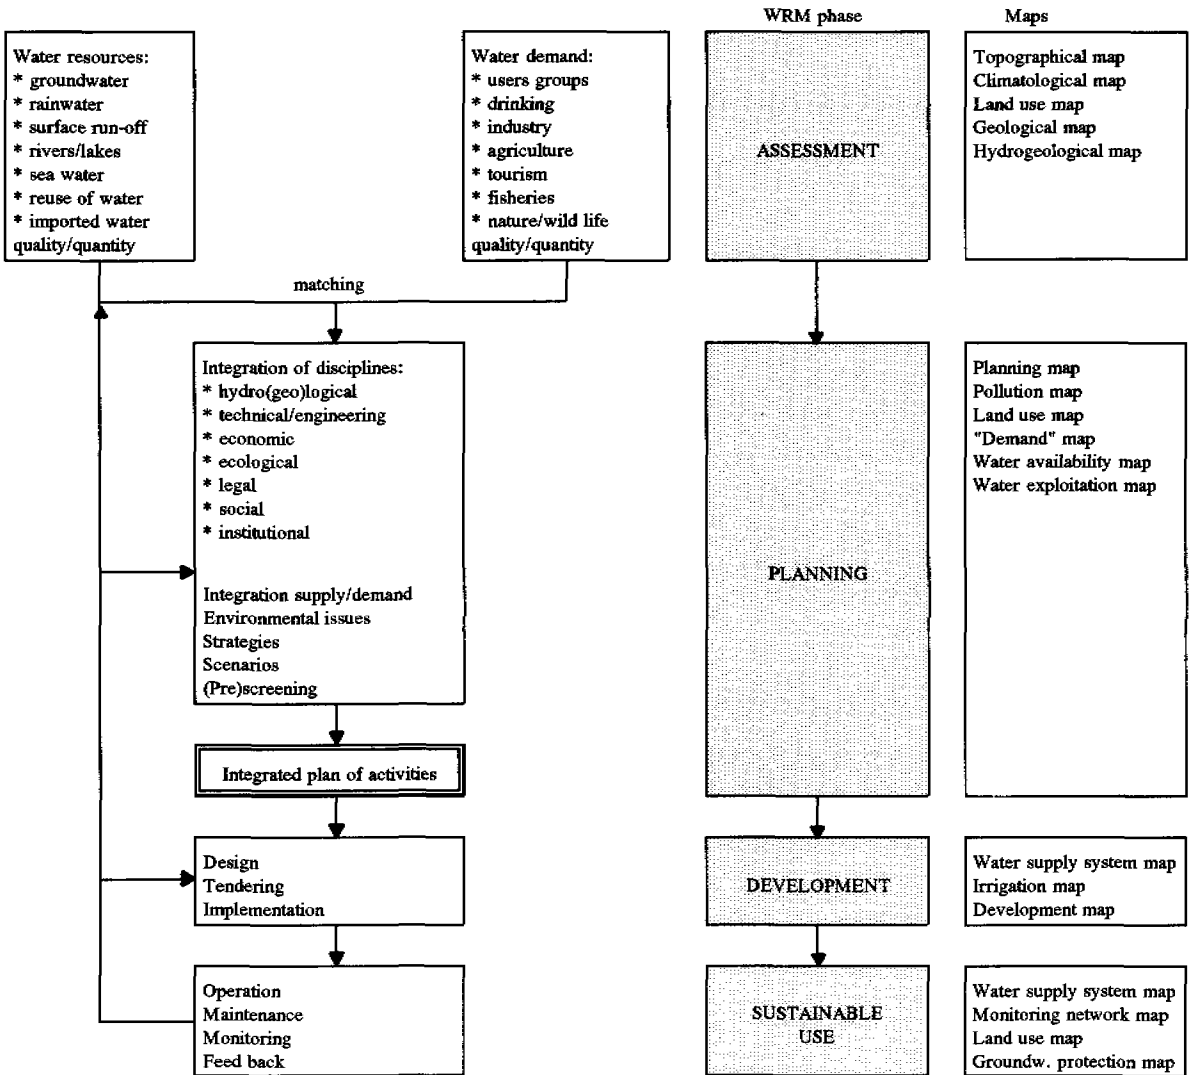 WRM phase
Maps
Water resources:
* groundwater
* rainwater
* surface run-off
* rivers/lakes
* sea water
* reuse of water
* imported water
quality/quantity
Water demand:
* users groups
* drinking
* industry
* agriculture
* tourism
* fisheries
* nature/wild life
quality/quantity
ASSESSMENT
Topographical map
Climatological map
Land use map
Geological map
Hydrogeological map
matching
Integration of disciplines:
* hydro(geo)logical
* technical/engineering
* economic
* ecological
* legal
* social
* institutional
Integration supply/demand
Environmental issues
Strategies
Scenarios
(Pre)screening
PLANNING
Planning map
Pollution map
Land use map
"Demand" map
Water availability map
Water exploitation map
Integrated plan of activities
Design
Tendering
Implementation
DEVELOPMENT
Water supply system map
Irrigation map
Development map
Operation
Maintenance
Monitoring
Feed back
SUSTAINABLE
USE
Water supply system map
Monitoring network map
Land use map
Groundw. protection map